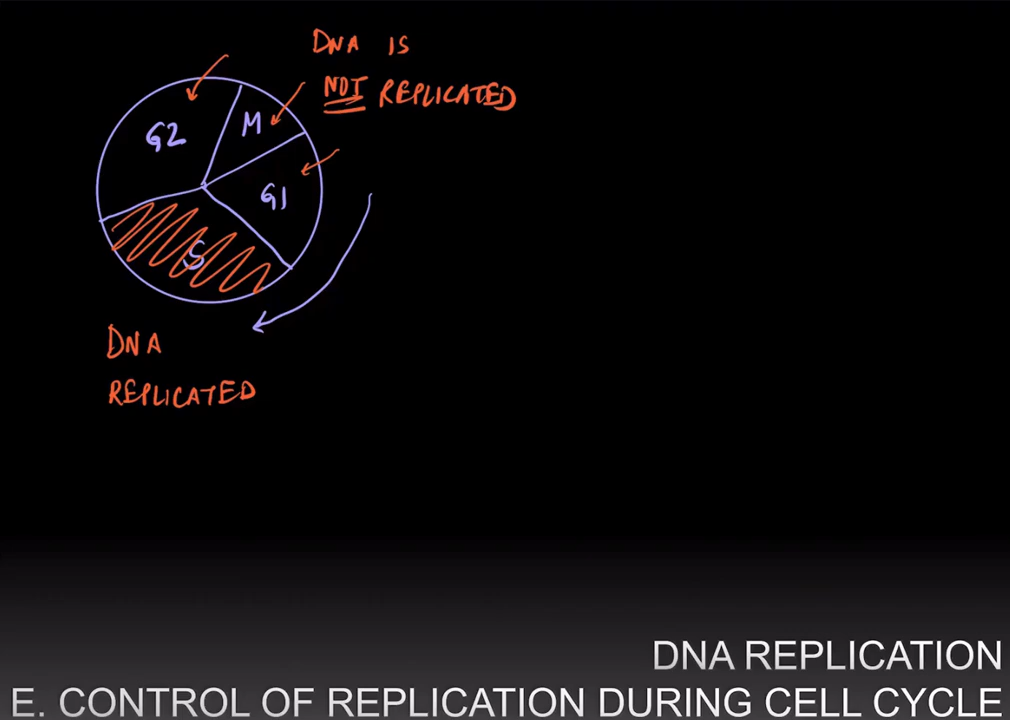 DNA IS
NOT REPLICATED
G2
M
G1
S
DNA
REPLICATED
DNA REPLICATION
E. CONTROL OF REPLICATION DURING CELL CYCLE